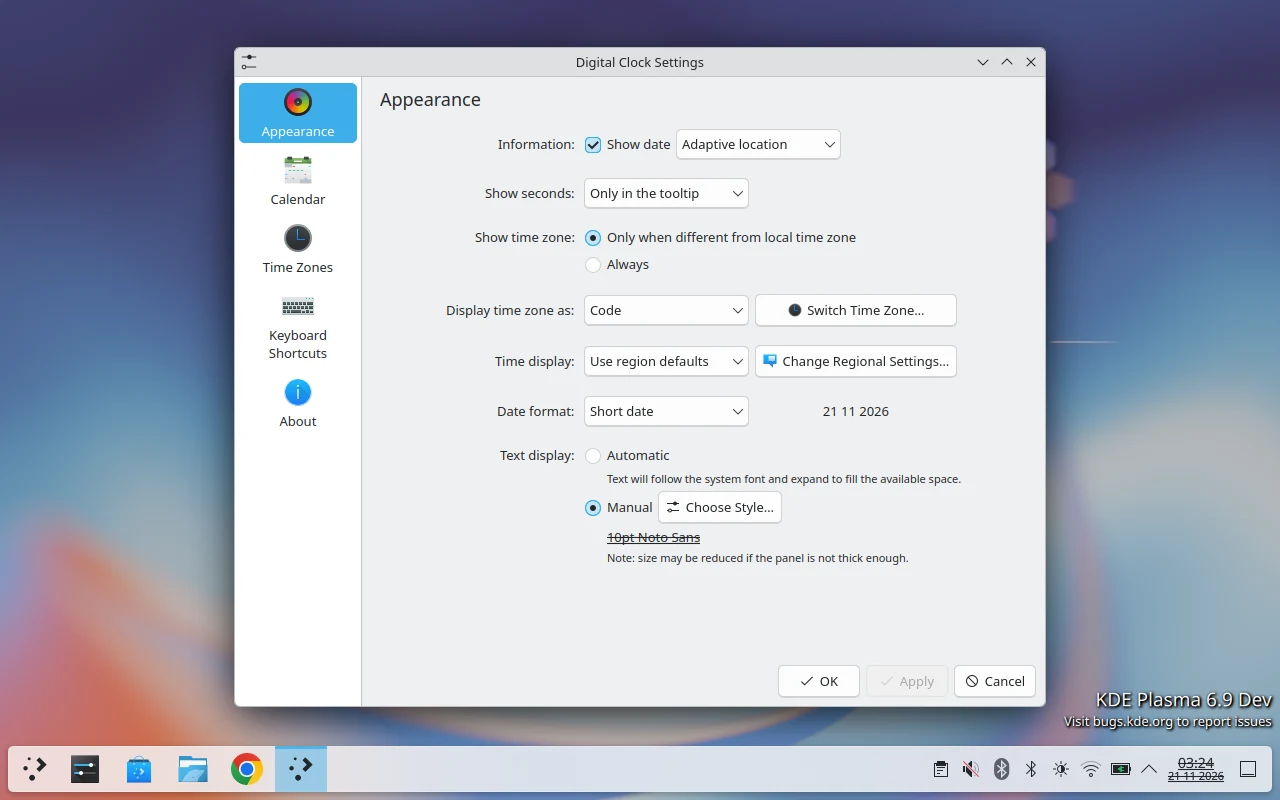 Digital Clock Settings
Appearance
Calendar
Time Zones
Keyboard
Shortcuts
About
Appearance
Information: Show date Adaptive location
Show seconds: Only in the tooltip
Show time zone: Only when different from local time zone
Always
Display time zone as: Code Switch Time Zone...
Time display: Use region defaults Change Regional Settings...
Date format: Short date 21 11 2026
Text display: Automatic
Text will follow the system font and expand to fill the available space.
Manual Choose Style...
10pt Noto Sans
Note: size may be reduced if the panel is not thick enough.
OK Apply Cancel
KDE Plasma 6.9 Dev
Visit bugs.kde.org to report issues
03:24
21 11 2026